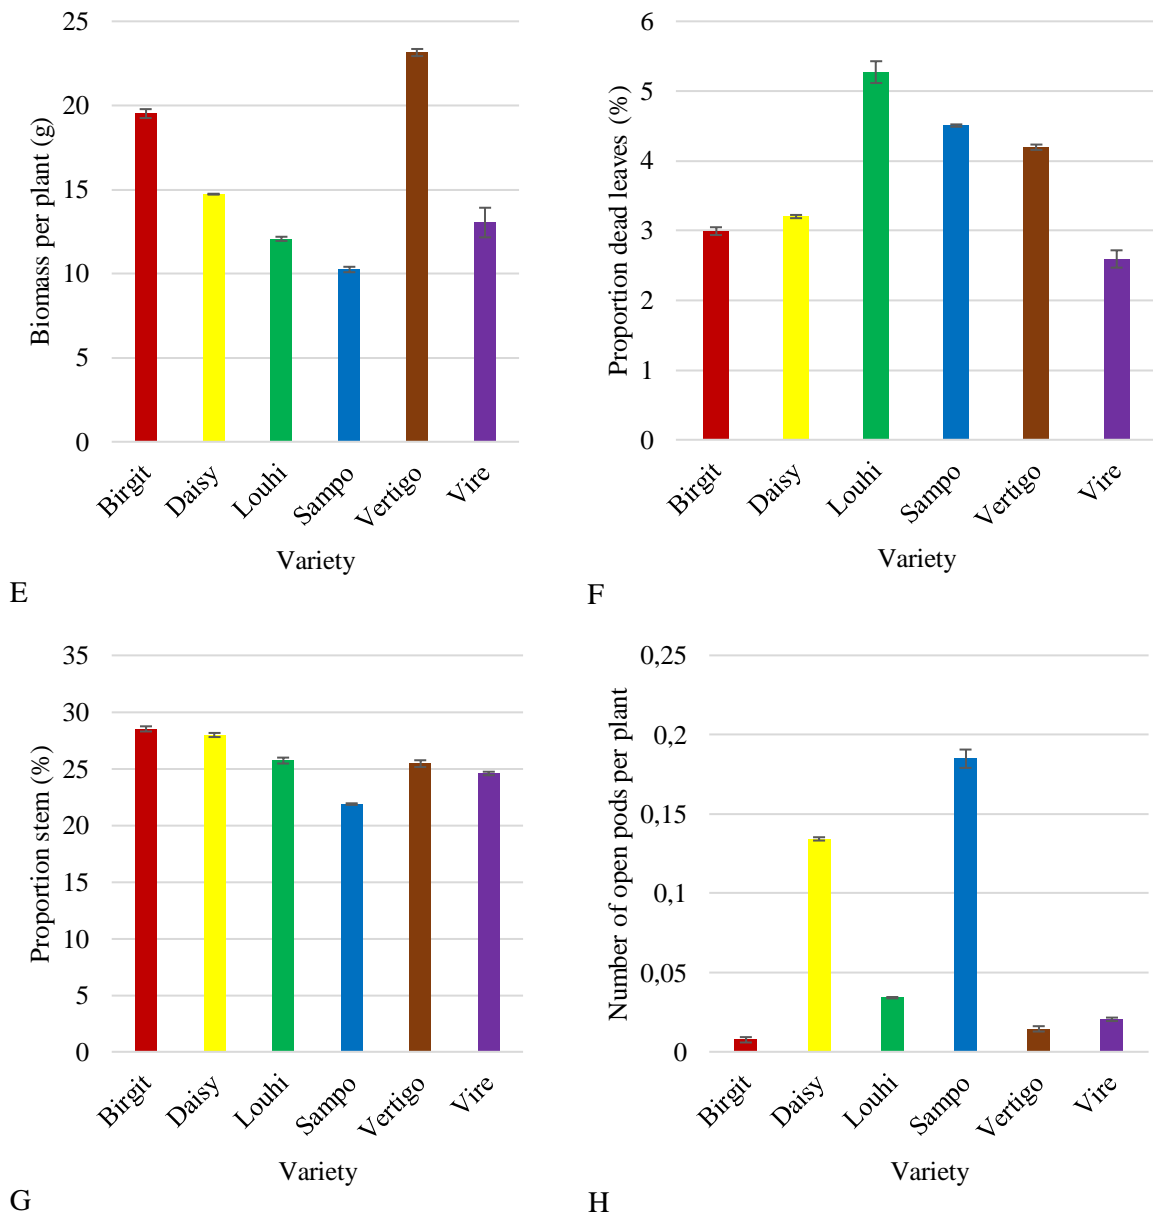 Biomass per plant (g)
25
20
15
10
5
0
Birgit
Daisy
Louhi
Sampo
Vertigo
Vire
Variety
E
Proportion dead leaves (%)
6
5
4
3
2
1
0
Birgit
Daisy
Louhi
Sampo
Vertigo
Vire
Variety
F
Proportion stem (%)
35
30
25
20
15
10
5
0
Birgit
Daisy
Louhi
Sampo
Vertigo
Vire
Variety
G
Number of open pods per plant
0,25
0,2
0,15
0,1
0,05
0
Birgit
Daisy
Louhi
Sampo
Vertigo
Vire
Variety
H